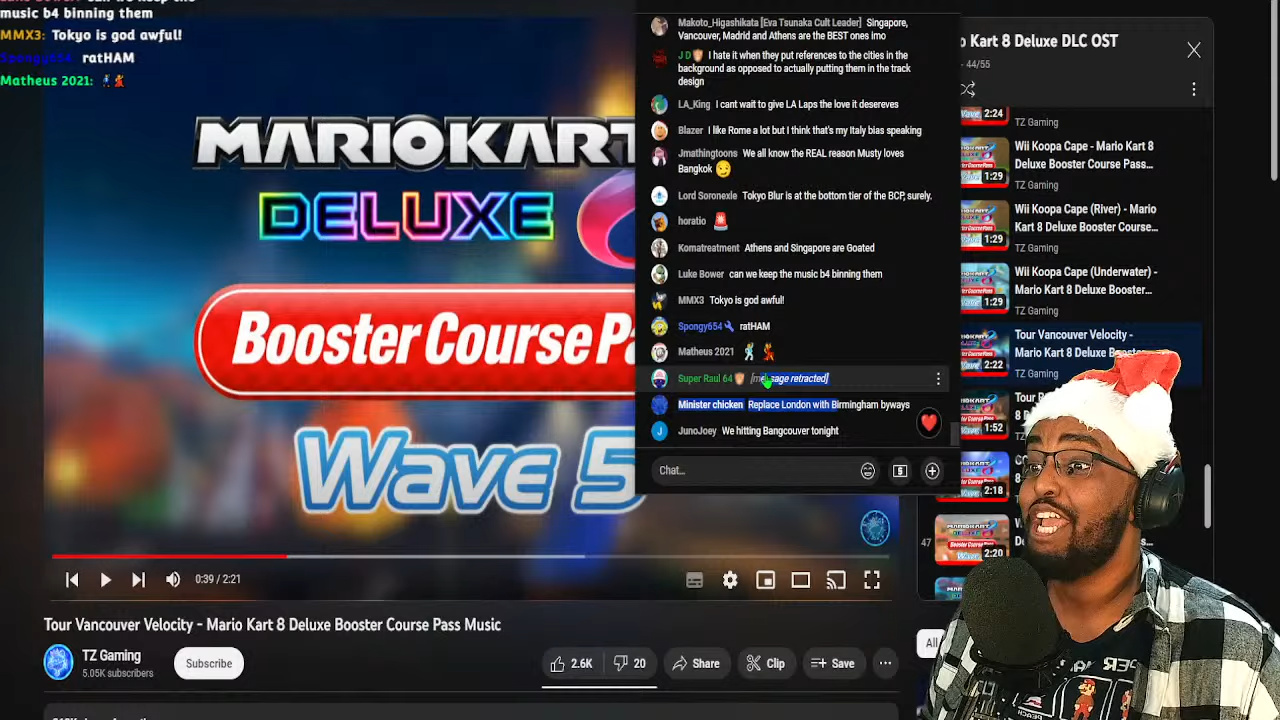 music b4 binning them
MMX3: Tokyo is god awful!
Spongy654: ratHAM
Matheus 2021:
MARIOKART
DELUXE
Booster Course Pa
Wave 5
Makoto_Higashikata [Eva Tsunaka Cult Leader] Singapore,
Vancouver, Madrid and Athens are the BEST ones imo
J D I hate it when they put references to the cities in the
background as opposed to actually putting them in the track
design
LA_King I cant wait to give LA Laps the love it desereves
Blazer I like Rome a lot but I think that's my Italy bias speaking
Jmathingtoons We all know the REAL reason Musty loves
Bangkok 😏
Lord Soronexle Tokyo Blur is at the bottom tier of the BCP, surely.
horatio 🚨
Komatreatment Athens and Singapore are Goated
Luke Bower can we keep the music b4 binning them
MMX3 Tokyo is god awful!
Spongy654 ratHAM
Matheus 2021
Super Raul 64 [message retracted]
Minister chicken Replace London with Birmingham byways
JunoJoey We hitting Bangcouver tonight
Chat...
o Kart 8 Deluxe DLC OST
- 44/55
2:24
TZ Gaming
Wii Koopa Cape - Mario Kart 8
Deluxe Booster Course Pass...
1:29
TZ Gaming
Wii Koopa Cape (River) - Mario
Kart 8 Deluxe Booster Course...
1:29
TZ Gaming
Wii Koopa Cape (Underwater) -
Mario Kart 8 Deluxe Booster...
1:29
TZ Gaming
Tour Vancouver Velocity -
Mario Kart 8 Deluxe Boost
2:22
TZ Gaming
1:52
2:18
47
2:20
All
0:39 / 2:21
Tour Vancouver Velocity - Mario Kart 8 Deluxe Booster Course Pass Music
TZ Gaming
5.05K subscribers
Subscribe
2.6K
20
Share
Clip
Save